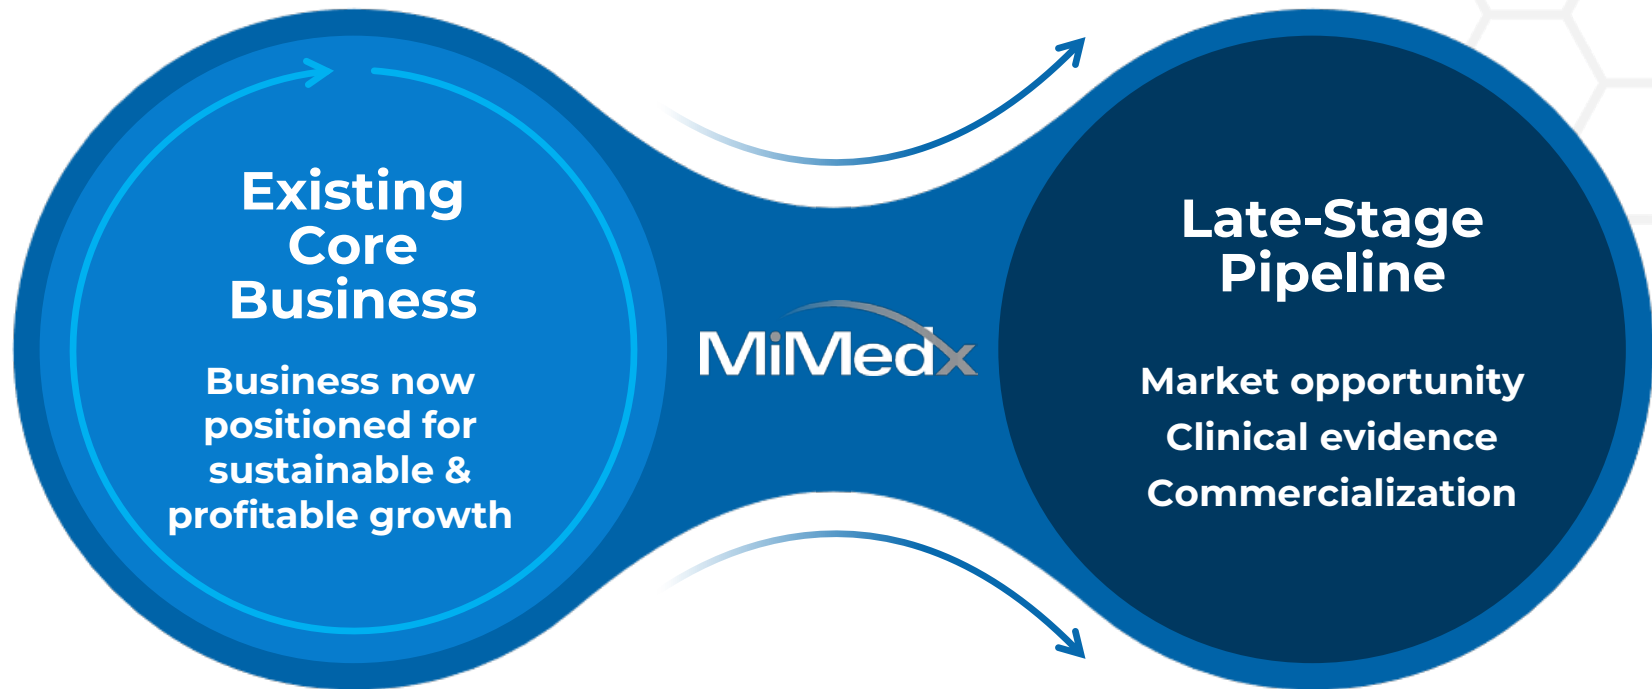 Existing
Core
Business
Business now
positioned for
sustainable &
profitable growth
MiMedx
Late-Stage
Pipeline
Market opportunity
Clinical evidence
Commercialization